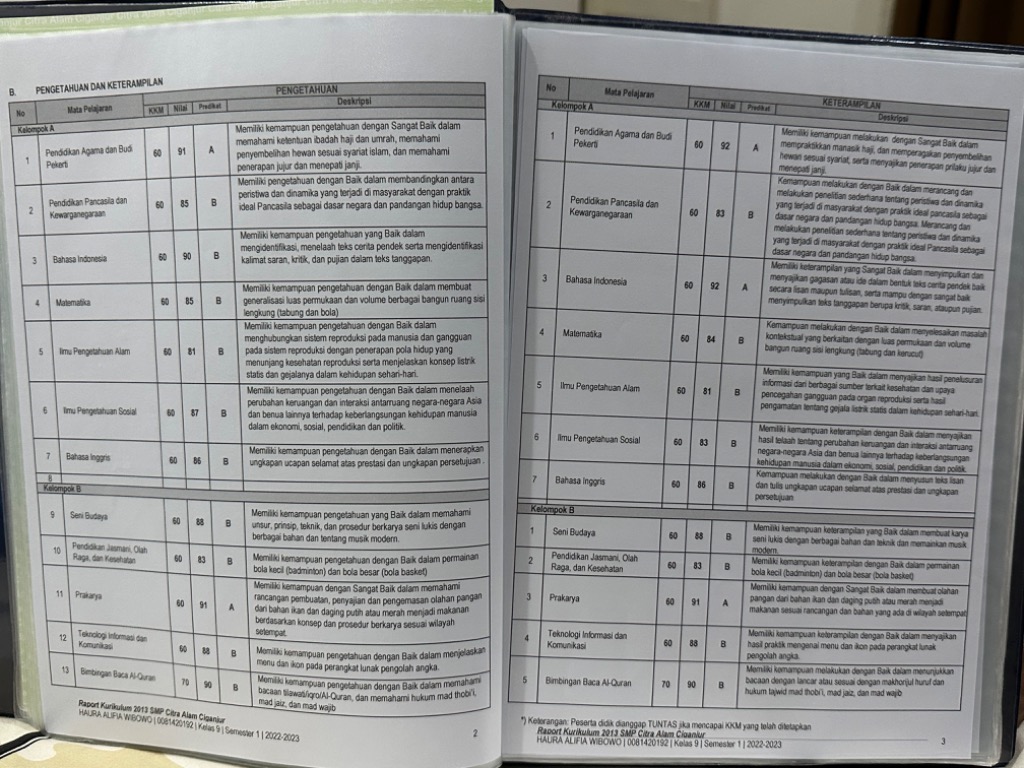 B. PENGETAHUAN DAN KETERAMPILAN
No Mata Pelajaran PENGETAHUAN
KKM Nilai Predikat Deskripsi
Kelompok A
1 Pendidikan Agama dan Budi Pekerti 60 91 A
Memiliki kemampuan pengetahuan dengan Sangat Baik dalam
memahami ketentuan ibadah haji dan umrah, memahami
penyembelihan hewan sesuai syariat islam, dan memahami
penerapan jujur dan menepati janji.
2 Pendidikan Pancasila dan Kewarganegaraan 60 85 B
Memiliki pengetahuan dengan Baik dalam membandingkan antara
peristiwa dan dinamika yang terjadi di masyarakat dengan praktik
ideal Pancasila sebagai dasar negara dan pandangan hidup bangsa.
3 Bahasa Indonesia 60 90 B
Memiliki kemampuan pengetahuan yang Baik dalam
mengidentifikasi, menelaah teks cerita pendek serta mengidentifikasi
kalimat saran, kritik, dan pujian dalam teks tanggapan.
4 Matematika 60 85 B
Memiliki kemampuan pengetahuan dengan Baik dalam membuat
generalisasi luas permukaan dan volume berbagai bangun ruang sisi
lengkung (tabung dan bola)
5 Ilmu Pengetahuan Alam 60 81 B
Memiliki kemampuan pengetahuan dengan Baik dalam
menghubungkan sistem reproduksi pada manusia dan gangguan
pada sistem reproduksi dengan penerapan pola hidup yang
menunjang kesehatan reproduksi serta menjelaskan konsep listrik
statis dan gejalanya dalam kehidupan sehari-hari.
6 Ilmu Pengetahuan Sosial 60 87 B
Memiliki kemampuan pengetahuan dengan Baik dalam menelaah
perubahan keruangan dan interaksi antarruang negara-negara Asia
dan benua lainnya terhadap keberlangsungan kehidupan manusia
dalam ekonomi, sosial, pendidikan dan politik.
7 Bahasa Inggris 60 86 B
Memiliki kemampuan pengetahuan dengan Baik dalam menerapkan
ungkapan ucapan selamat atas prestasi dan ungkapan persetujuan .
8
Kelompok B
9 Seni Budaya 60 88 B
Memiliki kemampuan pengetahuan yang Baik dalam memahami
unsur, prinsip, teknik, dan prosedur berkarya seni lukis dengan
berbagai bahan dan tentang musik modern.
10 Pendidikan Jasmani, Olah Raga, dan Kesehatan 60 83 B
Memiliki kemampuan pengetahuan dengan Baik dalam permainan
bola kecil (badminton) dan bola besar (bola basket)
11 Prakarya 60 91 A
Memiliki kemampuan dengan Sangat Baik dalam memahami
rancangan pembuatan, penyajian dan pengemasan olahan pangan
dari bahan ikan dan daging putih atau merah menjadi makanan
berdasarkan konsep dan prosedur berkarya sesuai wilayah
setempat.
12 Teknologi Informasi dan Komunikasi 60 88 B
Memiliki kemampuan pengetahuan dengan Baik dalam menjelaskan
menu dan ikon pada perangkat lunak pengolah angka.
13 Bimbingan Baca Al-Quran 70 90 B
Memiliki kemampuan pengetahuan dengan Baik dalam memahami
bacaan tilawati/iqro/Al-Quran, dan memahami hukum mad thobi'i,
mad jaiz, dan mad wajib
Raport Kurikulum 2013 SMP Citra Alam Ciganjur
HAURA ALIFIA WIBOWO | 0081420192 | Kelas 9 | Semester 1 | 2022-2023
2
No Mata Pelajaran KETERAMPILAN
KKM Nilai Predikat Deskripsi
Kelompok A
1 Pendidikan Agama dan Budi Pekerti 60 92 A
Memiliki kemampuan melakukan dengan Sangat Baik dalam
mempraktikkan manasik haji, dan memperagakan penyembelihan
hewan sesuai syariat, serta menyajikan penerapan prilaku jujur dan
menepati janji.
2 Pendidikan Pancasila dan Kewarganegaraan 60 83 B
Kemampuan melakukan dengan Baik dalam merancang dan
melakukan penelitian sederhana tentang peristiwa dan dinamika
yang terjadi di masyarakat dengan praktik ideal pancasila sebagai
dasar negara dan pandangan hidup bangsa. Merancang dan
melakukan penelitian sederhana tentang peristiwa dan dinamika
yang terjadi di masyarakat dengan praktik ideal Pancasila sebagai
dasar negara dan pandangan hidup bangsa.
3 Bahasa Indonesia 60 92 A
Memiliki keterampilan yang Sangat Baik dalam menyimpulkan dan
menyajikan gagasan atau ide dalam bentuk teks cerita pendek baik
secara lisan maupun tulisan, serta mampu dengan sangat baik
menyimpulkan teks tanggapan berupa kritik, saran, ataupun pujian.
4 Matematika 60 84 B
Kemampuan melakukan dengan Baik dalam menyelesaikan masalah
kontekstual yang berkaitan dengan luas permukaan dan volume
bangun ruang sisi lengkung (tabung dan kerucut)
5 Ilmu Pengetahuan Alam 60 81 B
Memiliki kemampuan yang Baik dalam menyajikan hasil penelusuran
informasi dari berbagai sumber terkait kesehatan dan upaya
pencegahan gangguan pada organ reproduksi serta hasil
pengamatan tentang gejala listrik statis dalam kehidupan sehari-hari.
6 Ilmu Pengetahuan Sosial 60 83 B
Memiliki kemampuan keterampilan dengan Baik dalam menyajikan
hasil telaah tentang perubahan keruangan dan interaksi antarruang
negara-negara Asia dan benua lainnya terhadap keberlangsungan
kehidupan manusia dalam ekonomi, sosial, pendidikan dan politik.
7 Bahasa Inggris 60 86 B
Kemampuan melakukan dengan Baik dalam menyusun teks lisan
dan tulis ungkapan ucapan selamat atas prestasi dan ungkapan
persetujuan
Kelompok B
1 Seni Budaya 60 88 B
Memiliki kemampuan keterampilan yang Baik dalam membuat karya
seni lukis dengan berbagai bahan dan teknik dan memainkan musik
modern.
2 Pendidikan Jasmani, Olah Raga, dan Kesehatan 60 83 B
Memiliki kemampuan keterampilan dengan Baik dalam permainan
bola kecil (badminton) dan bola besar (bola basket)
3 Prakarya 60 91 A
Memiliki kemampuan dengan Sangat Baik dalam membuat olahan
pangan dari bahan ikan dan daging putih atau merah menjadi
makanan sesuai rancangan dan bahan yang ada di wilayah setempat
4 Teknologi Informasi dan Komunikasi 60 88 B
Memiliki kemampuan keterampilan dengan Baik dalam menyajikan
hasil praktik mengenai menu dan ikon pada perangkat lunak
pengolah angka.
5 Bimbingan Baca Al-Quran 70 90 B
Memiliki kemampuan melakukan dengan Baik dalam menunjukkan
bacaan dengan lancar atau sesuai dengan makhorijul huruf dan
hukum tajwid mad thobi'i, mad jaiz, dan mad wajib
*) Keterangan: Peserta didik dianggap TUNTAS jika mencapai KKM yang telah ditetapkan
Raport Kurikulum 2013 SMP Citra Alam Ciganjur
HAURA ALIFIA WIBOWO | 0081420192 | Kelas 9 | Semester 1 | 2022-2023
3